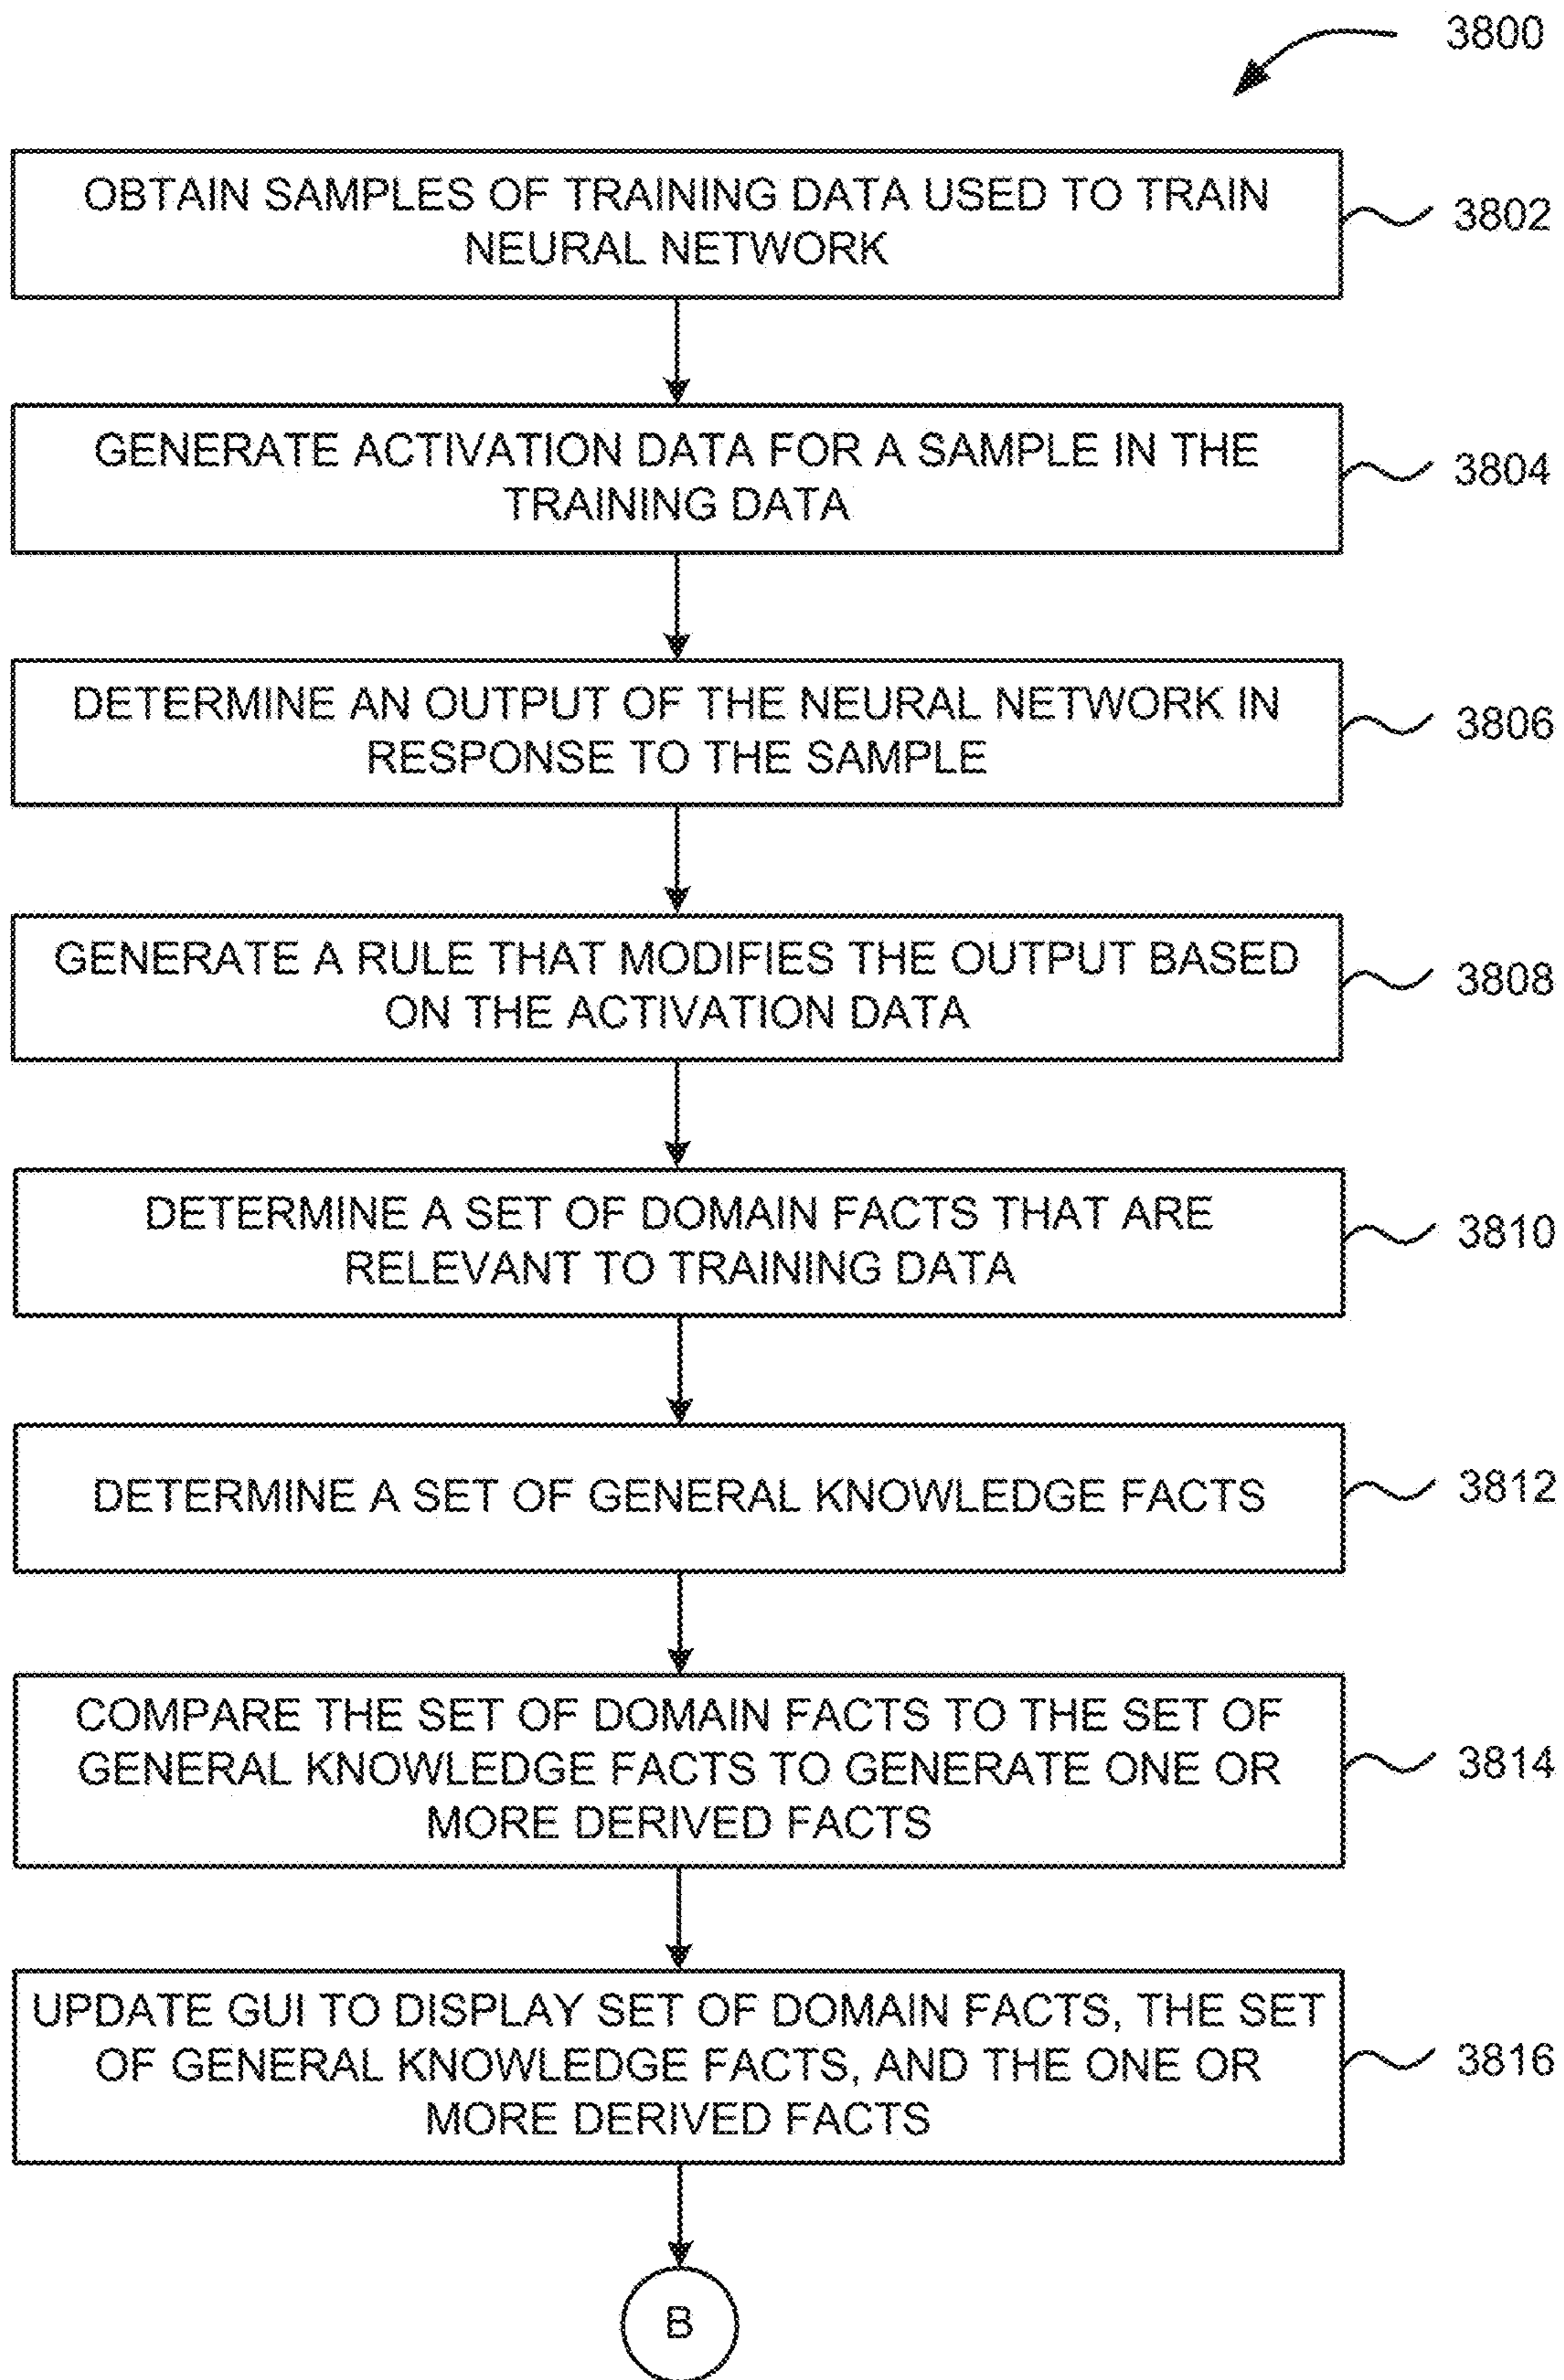 3800
OBTAIN SAMPLES OF TRAINING DATA USED TO TRAIN
NEURAL NETWORK
3802
GENERATE ACTIVATION DATA FOR A SAMPLE IN THE
TRAINING DATA
3804
DETERMINE AN OUTPUT OF THE NEURAL NETWORK IN
RESPONSE TO THE SAMPLE
3806
GENERATE A RULE THAT MODIFIES THE OUTPUT BASED
ON THE ACTIVATION DATA
3808
DETERMINE A SET OF DOMAIN FACTS THAT ARE
RELEVANT TO TRAINING DATA
3810
DETERMINE A SET OF GENERAL KNOWLEDGE FACTS
3812
COMPARE THE SET OF DOMAIN FACTS TO THE SET OF
GENERAL KNOWLEDGE FACTS TO GENERATE ONE OR
MORE DERIVED FACTS
3814
UPDATE GUI TO DISPLAY SET OF DOMAIN FACTS, THE SET
OF GENERAL KNOWLEDGE FACTS, AND THE ONE OR
MORE DERIVED FACTS
3816
B